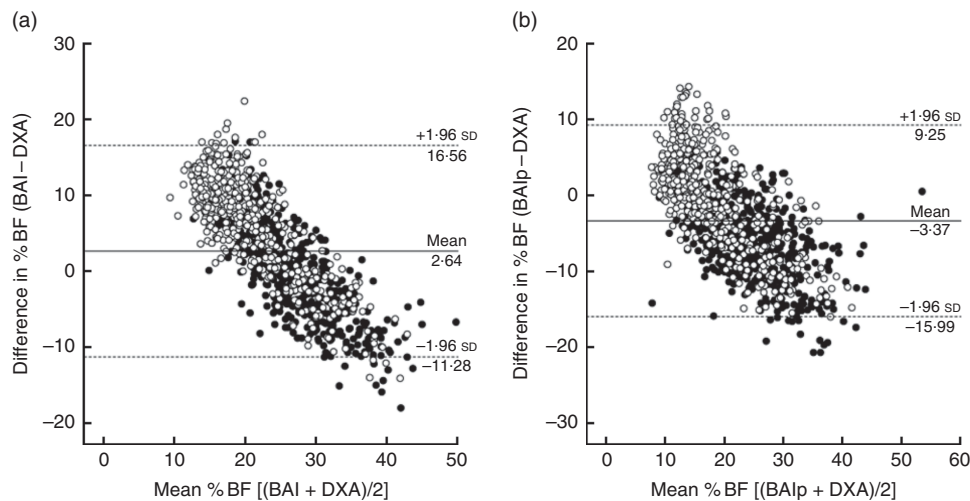 (a)
30
20
10
0
−10
−20
0
10
20
30
40
50
Difference in % BF (BAI−DXA)
Mean % BF [(BAI + DXA)/2]
+1·96 SD
16·56
Mean
2·64
−1·96 SD
−11·28
(b)
20
10
0
−10
−20
−30
0
10
20
30
40
50
60
Difference in % BF (BAIp−DXA)
Mean % BF [(BAIp + DXA)/2]
+1·96 SD
9·25
Mean
−3·37
−1·96 SD
−15·99